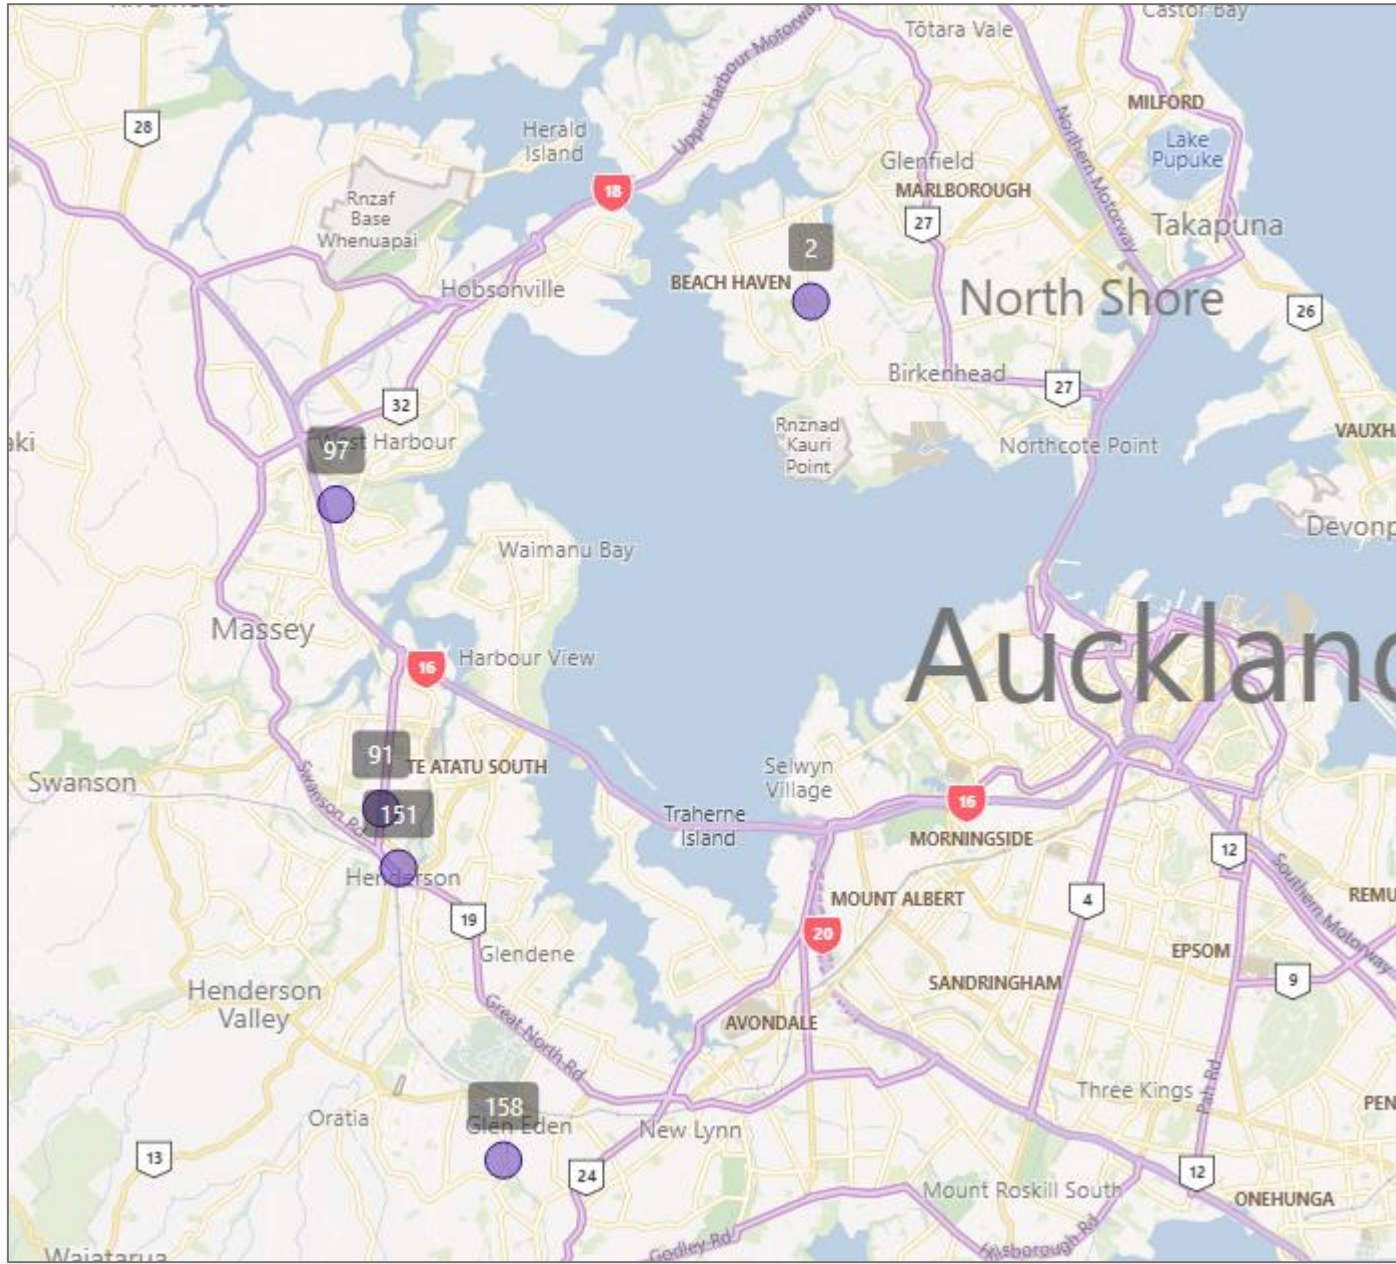 Castor Bay
Tōtara Vale
Upper Harbour Motorway
MILFORD
28
Herald
Island
Northern Motorway
Lake
Pupuke
Glenfield
18
MARLBOROUGH
Rnzaf
Base
Whenuapai
27
Takapuna
2
BEACH HAVEN
Hobsonville
North Shore
26
Birkenhead
27
32
Rnznad
Kauri
Point
West Harbour
97
Northcote Point
VAUXHA
aki
Devonp
Waimanu Bay
Massey
Harbour View
16
Auckland
91
TE ATATU SOUTH
Selwyn
Village
Swanson
Swanson Rd
151
Traherne
Island
16
MORNINGSIDE
12
Henderson
Southern Motorway
MOUNT ALBERT
4
REMU
19
20
Glendene
EPSOM
SANDRINGHAM
9
Henderson
Valley
Great North Rd
AVONDALE
Three Kings
Pah Rd
158
Oratia
Glen Eden
New Lynn
PEN
13
24
12
Mount Roskill South
ONEHUNGA
Godley Rd
Hillsborough Rd
Waiatarua